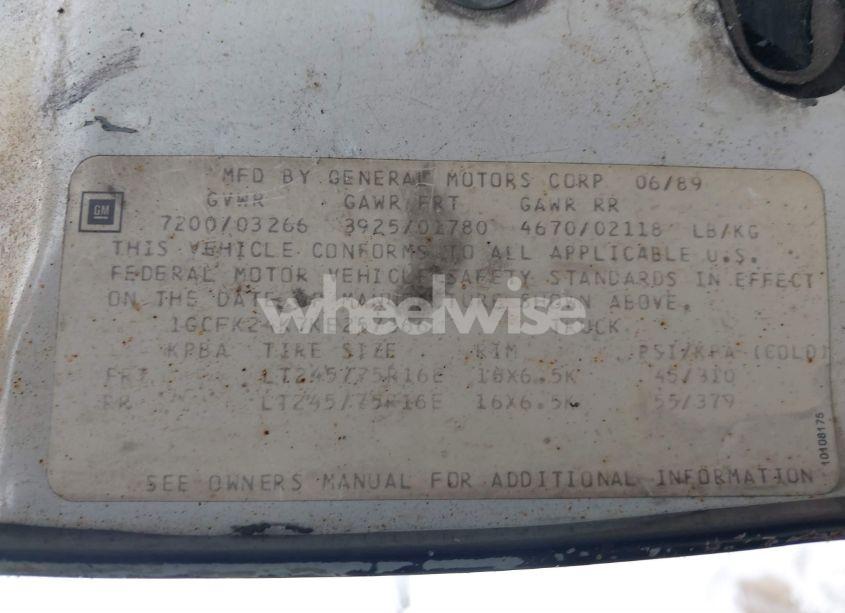 MFD BY GENERAL MOTORS CORP 06/89
GM
GVWR GAWR FRT GAWR RR
7200/03266 3925/01780 4670/02118 LB/KG
THIS VEHICLE CONFORMS TO ALL APPLICABLE U.S.
FEDERAL MOTOR VEHICLE SAFETY STANDARDS IN EFFECT
ON THE DATE OF MANUFACTURE SHOWN ABOVE.
wheelwise
TRUCK
KPBA TIRE SIZE RIM PSI/KPA (COLD)
FRT LT245/75R16E 16X6.5K 45/310
RR LT245/75R16E 16X6.5K 55/379
10108175
SEE OWNERS MANUAL FOR ADDITIONAL INFORMATION